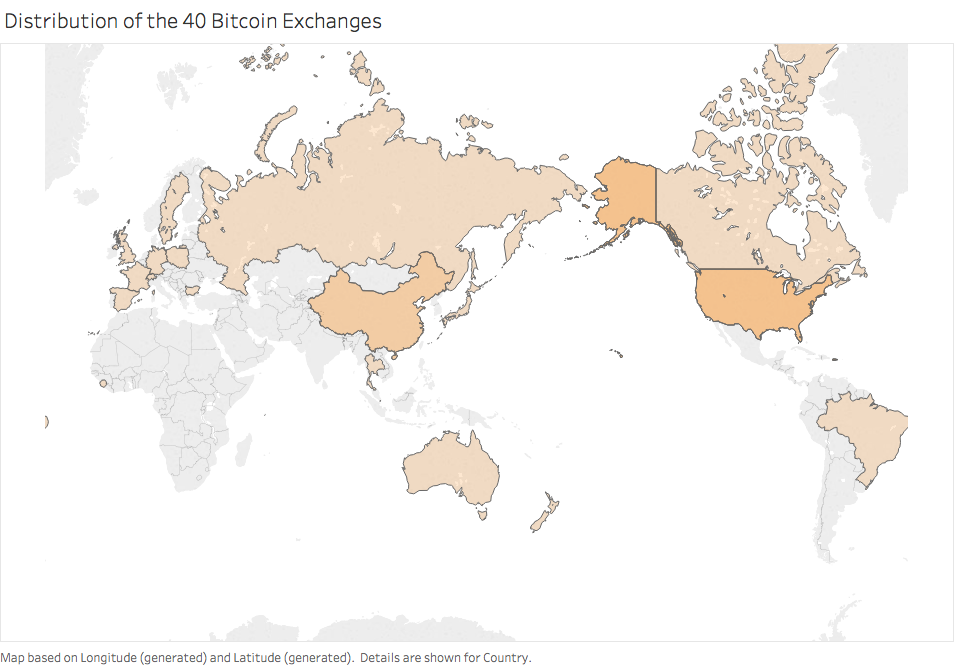 Distribution of the 40 Bitcoin Exchanges
Map based on Longitude (generated) and Latitude (generated).  Details are shown for Country.